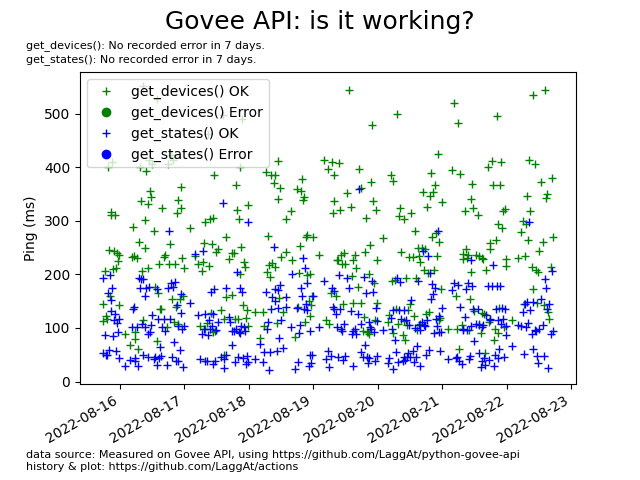 Govee API: is it working?
get_devices(): No recorded error in 7 days.
get_states(): No recorded error in 7 days.
get_devices() OK
get_devices() Error
get_states() OK
get_states() Error
Ping (ms)
500
400
300
200
100
0
2022-08-16
2022-08-17
2022-08-18
2022-08-19
2022-08-20
2022-08-21
2022-08-22
2022-08-23
data source: Measured on Govee API, using https://github.com/LaggAt/python-govee-api
history & plot: https://github.com/LaggAt/actions